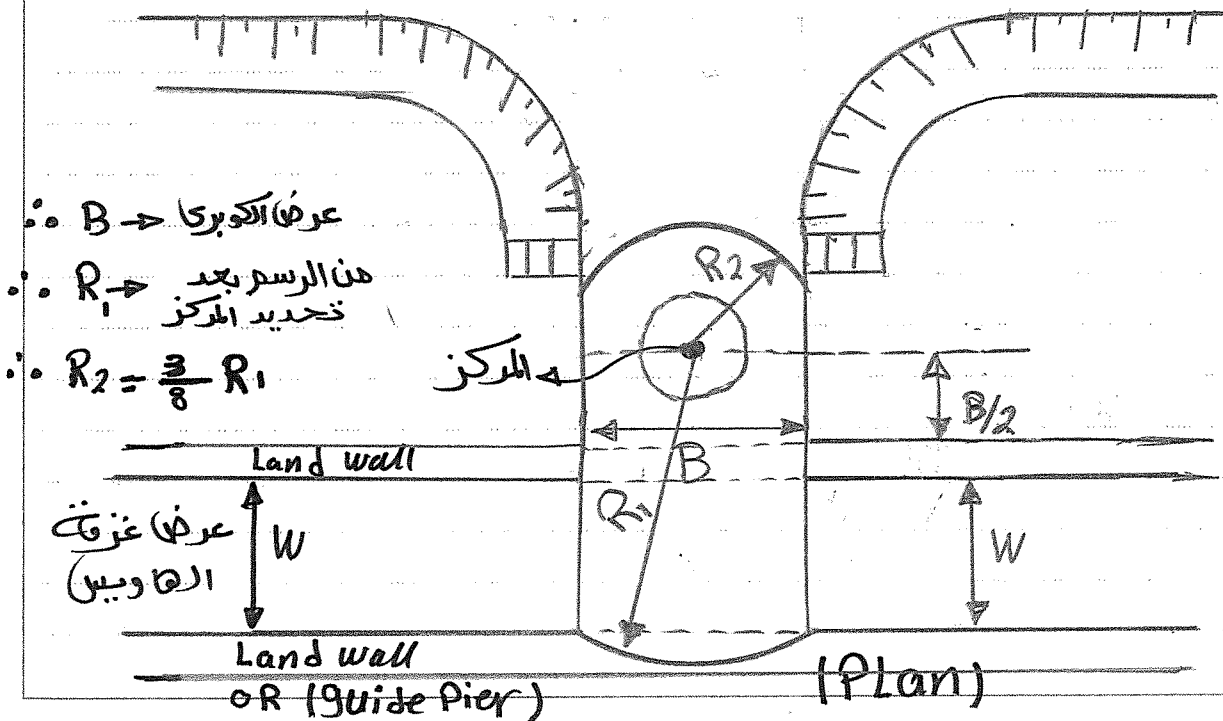 ∴ B → عرض الكوبرى
∴ R₁ → من الرسم بعد
تحديد المركز
∴ R2 = 3/8 R1
R2
المركز
B/2
Land wall
B
R1
عرض غرفة
الهاويس
W
W
Land wall
OR (guide Pier)
(PLan)